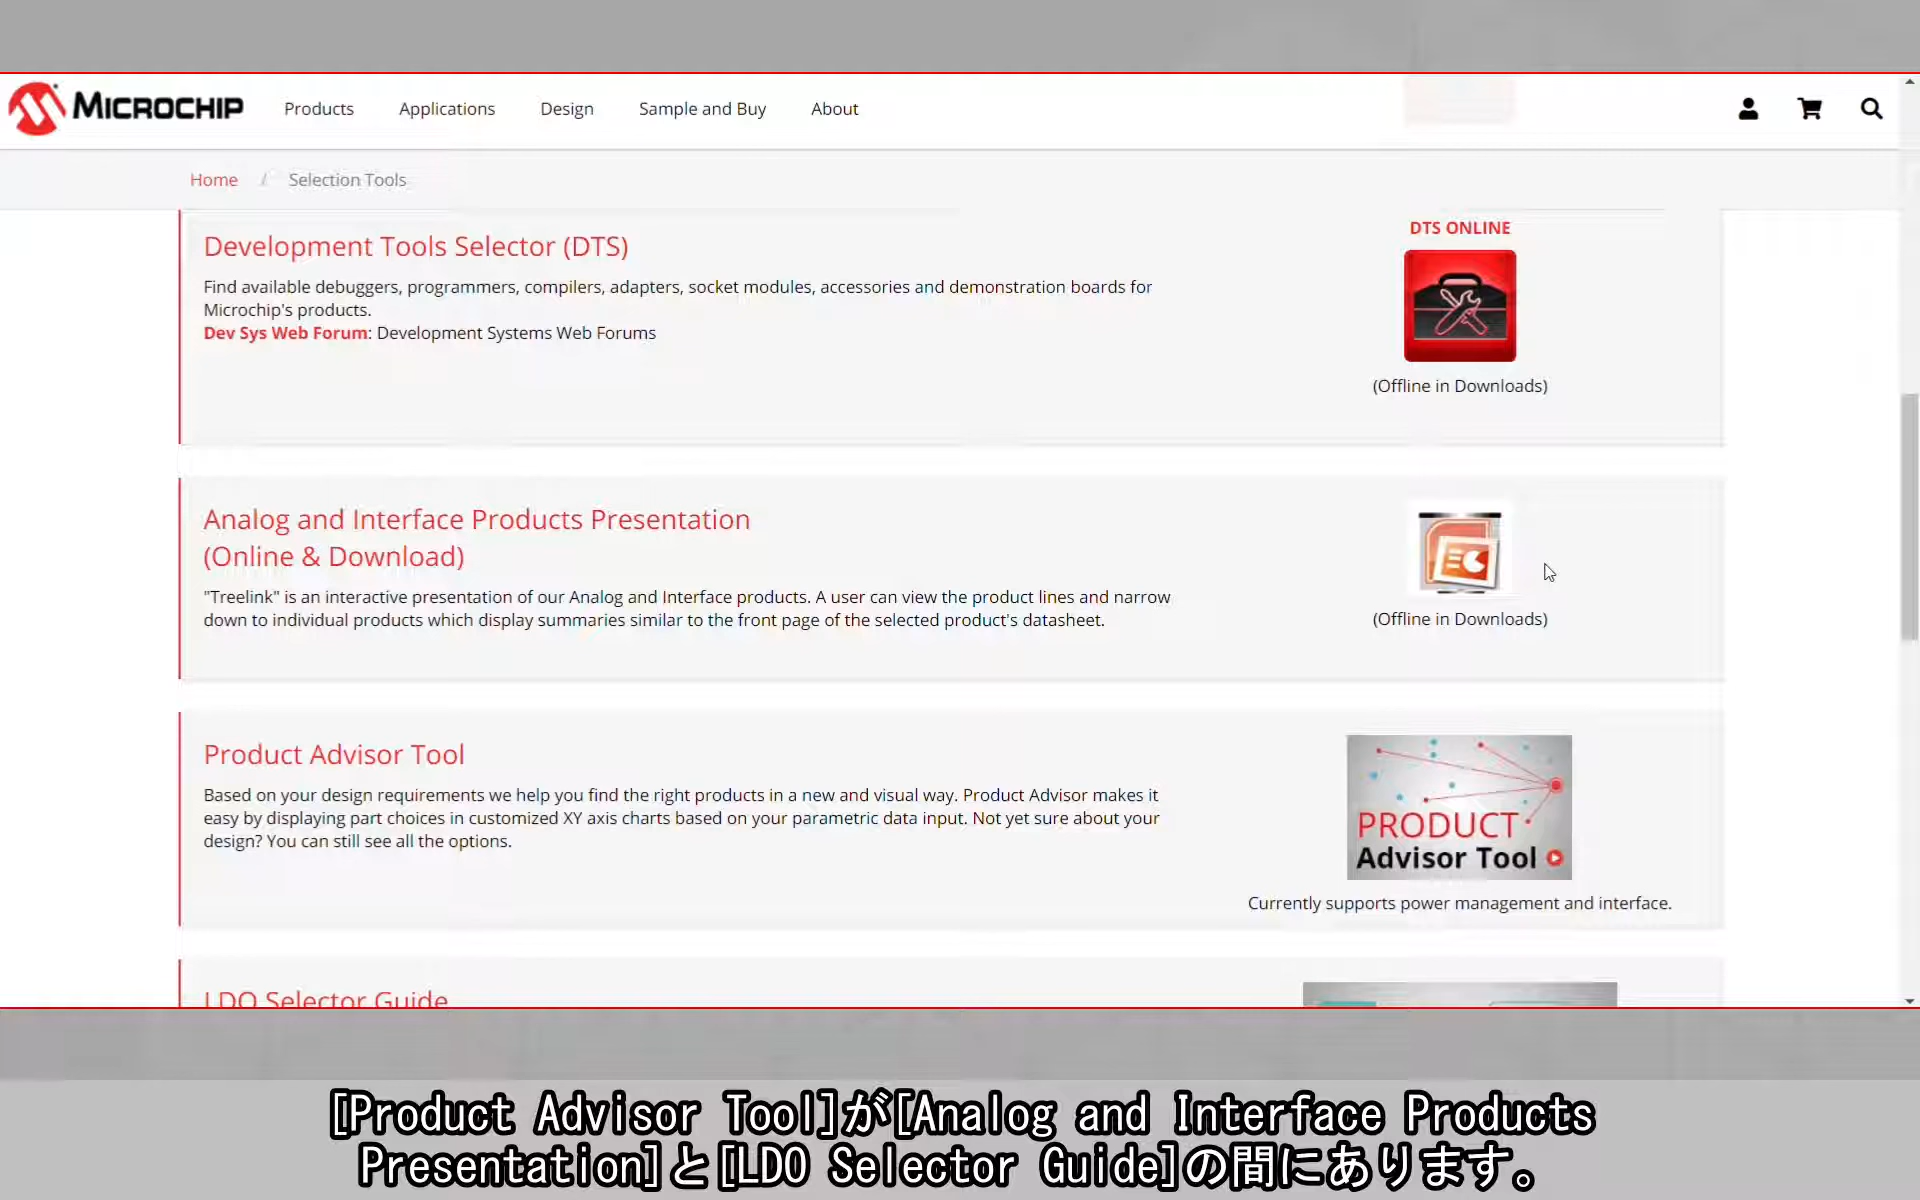 MICROCHIP Products Applications Design Sample and Buy About
Home / Selection Tools
Development Tools Selector (DTS)
Find available debuggers, programmers, compilers, adapters, socket modules, accessories and demonstration boards for
Microchip's products.
Dev Sys Web Forum: Development Systems Web Forums
DTS ONLINE
(Offline in Downloads)
Analog and Interface Products Presentation
(Online & Download)
"Treelink" is an interactive presentation of our Analog and Interface products. A user can view the product lines and narrow
down to individual products which display summaries similar to the front page of the selected product's datasheet.
(Offline in Downloads)
Product Advisor Tool
Based on your design requirements we help you find the right products in a new and visual way. Product Advisor makes it
easy by displaying part choices in customized XY axis charts based on your parametric data input. Not yet sure about your
design? You can still see all the options.
PRODUCT
Advisor Tool
Currently supports power management and interface.
LDO Selector Guide
[Product Advisor Tool]が[Analog and Interface Products
Presentation]と[LDO Selector Guide]の間にあります。